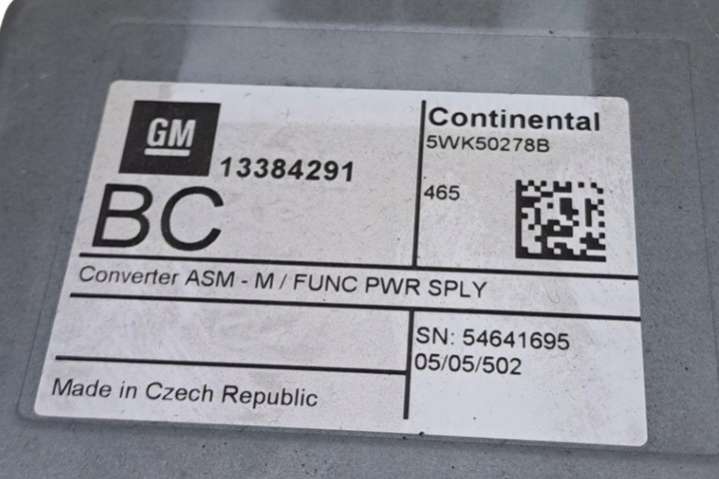 GM
13384291
BC
Continental
5WK50278B
465
Converter ASM - M / FUNC PWR SPLY
SN: 54641695
05/05/502
Made in Czech Republic